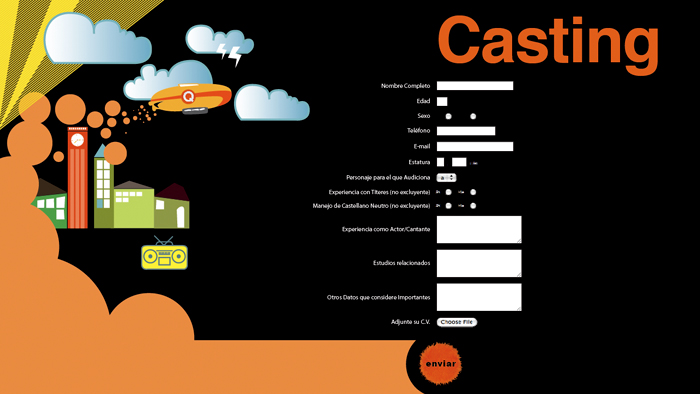 Casting
Nombre Completo
Edad
Sexo
Teléfono
E-mail
Estatura
Personaje para el que Audiciona
Experiencia con Títeres (no excluyente)
Manejo de Castellano Neutro (no excluyente)
Experiencia como Actor/Cantante
Estudios relacionados
Otros Datos que considere Importantes
Adjunte su C.V. Choose File
enviar
Q